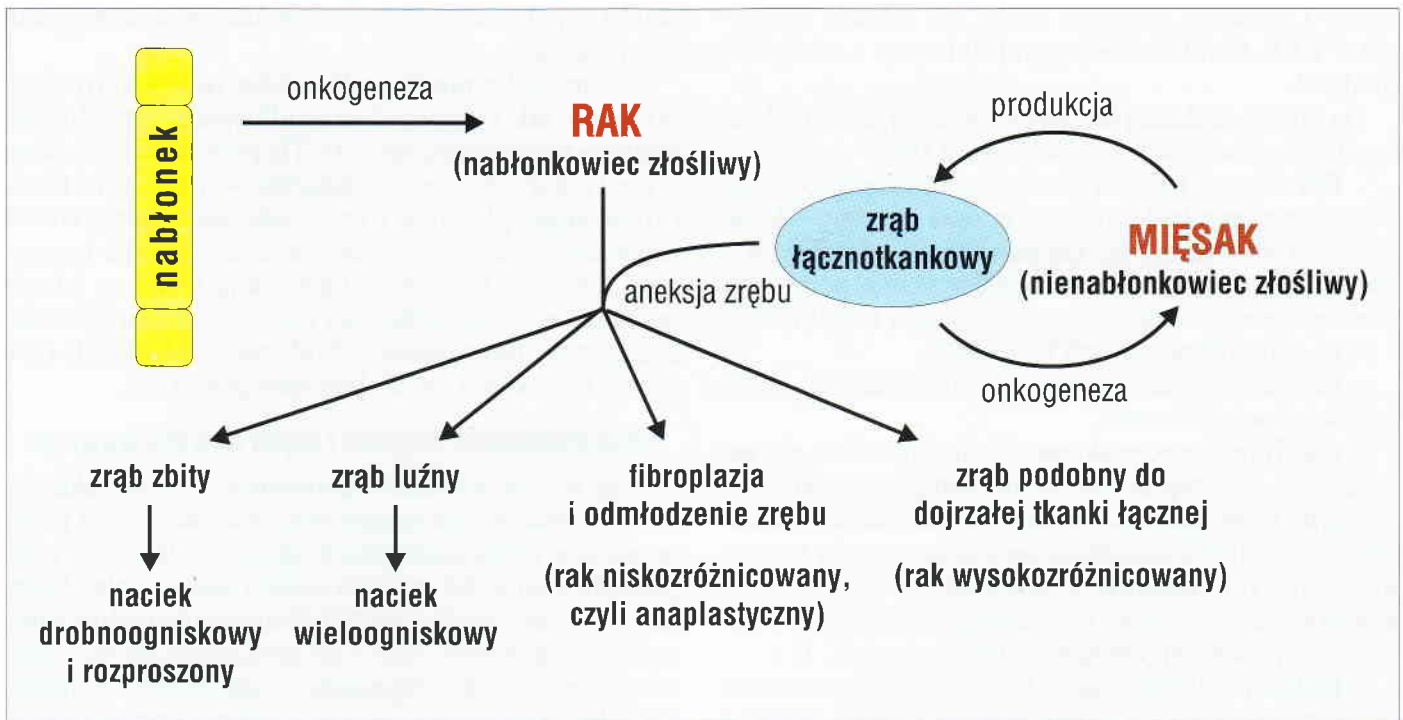 nabłonek
onkogeneza
RAK
(nabłonkowiec złośliwy)
produkcja
zrąb
łącznotkankowy
MIĘSAK
(nienabłonkowiec złośliwy)
aneksja zrębu
onkogeneza
zrąb zbity
naciek
drobnoogniskowy
i rozproszony
zrąb luźny
naciek
wieloogniskowy
fibroplazja
i odmłodzenie zrębu
(rak niskozróżnicowany,
czyli anaplastyczny)
zrąb podobny do
dojrzałej tkanki łącznej
(rak wysokozróżnicowany)